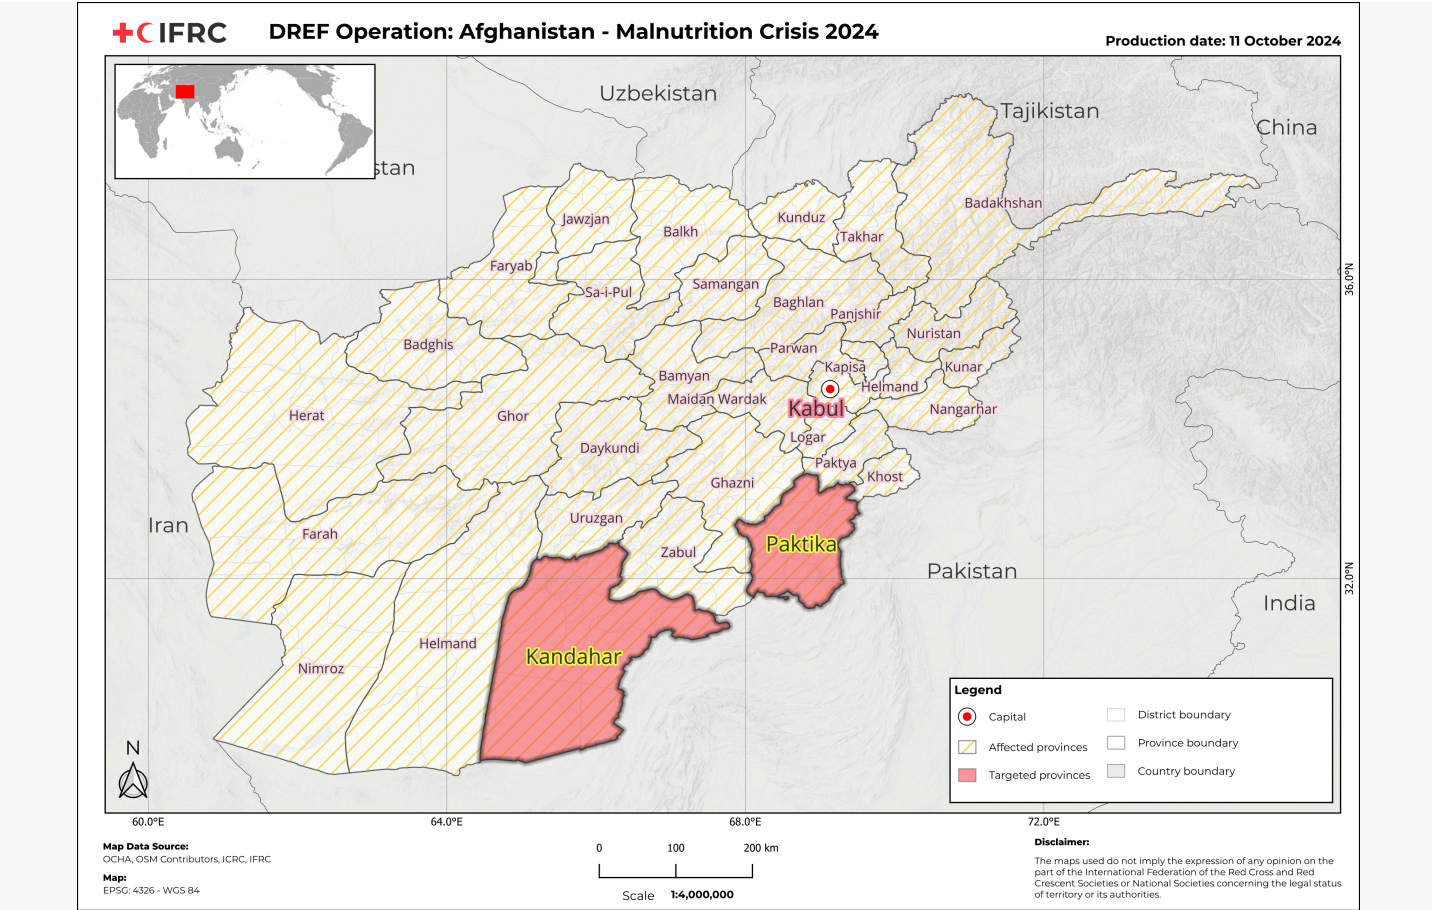 IFRC
DREF Operation: Afghanistan - Malnutrition Crisis 2024
Production date: 11 October 2024
Uzbekistan
Tajikistan
China
stan
Badakhshan
Jawzjan
Kunduz
Balkh
Takhar
Faryab
Samangan
Sa-i-Pul
Baghlan
Panjshir
36.0°N
Nuristan
Badghis
Parwan
Kapisa
Kunar
Bamyan
Helmand
Maidan Wardak
Kabul
Nangarhar
Herat
Ghor
Logar
Daykundi
Paktya
Khost
Ghazni
Uruzgan
Iran
Farah
Paktika
Zabul
Pakistan
32.0°N
India
Helmand
Kandahar
Nimroz
Legend
Capital
District boundary
Affected provinces
Province boundary
Targeted provinces
Country boundary
N
60.0°E
64.0°E
68.0°E
72.0°E
Map Data Source:
OCHA, OSM Contributors, ICRC, IFRC
Map:
EPSG: 4326 - WGS 84
0 100 200 km
Scale 1:4,000,000
Disclaimer:
The maps used do not imply the expression of any opinion on the
part of the International Federation of the Red Cross and Red
Crescent Societies or National Societies concerning the legal status
of territory or its authorities.